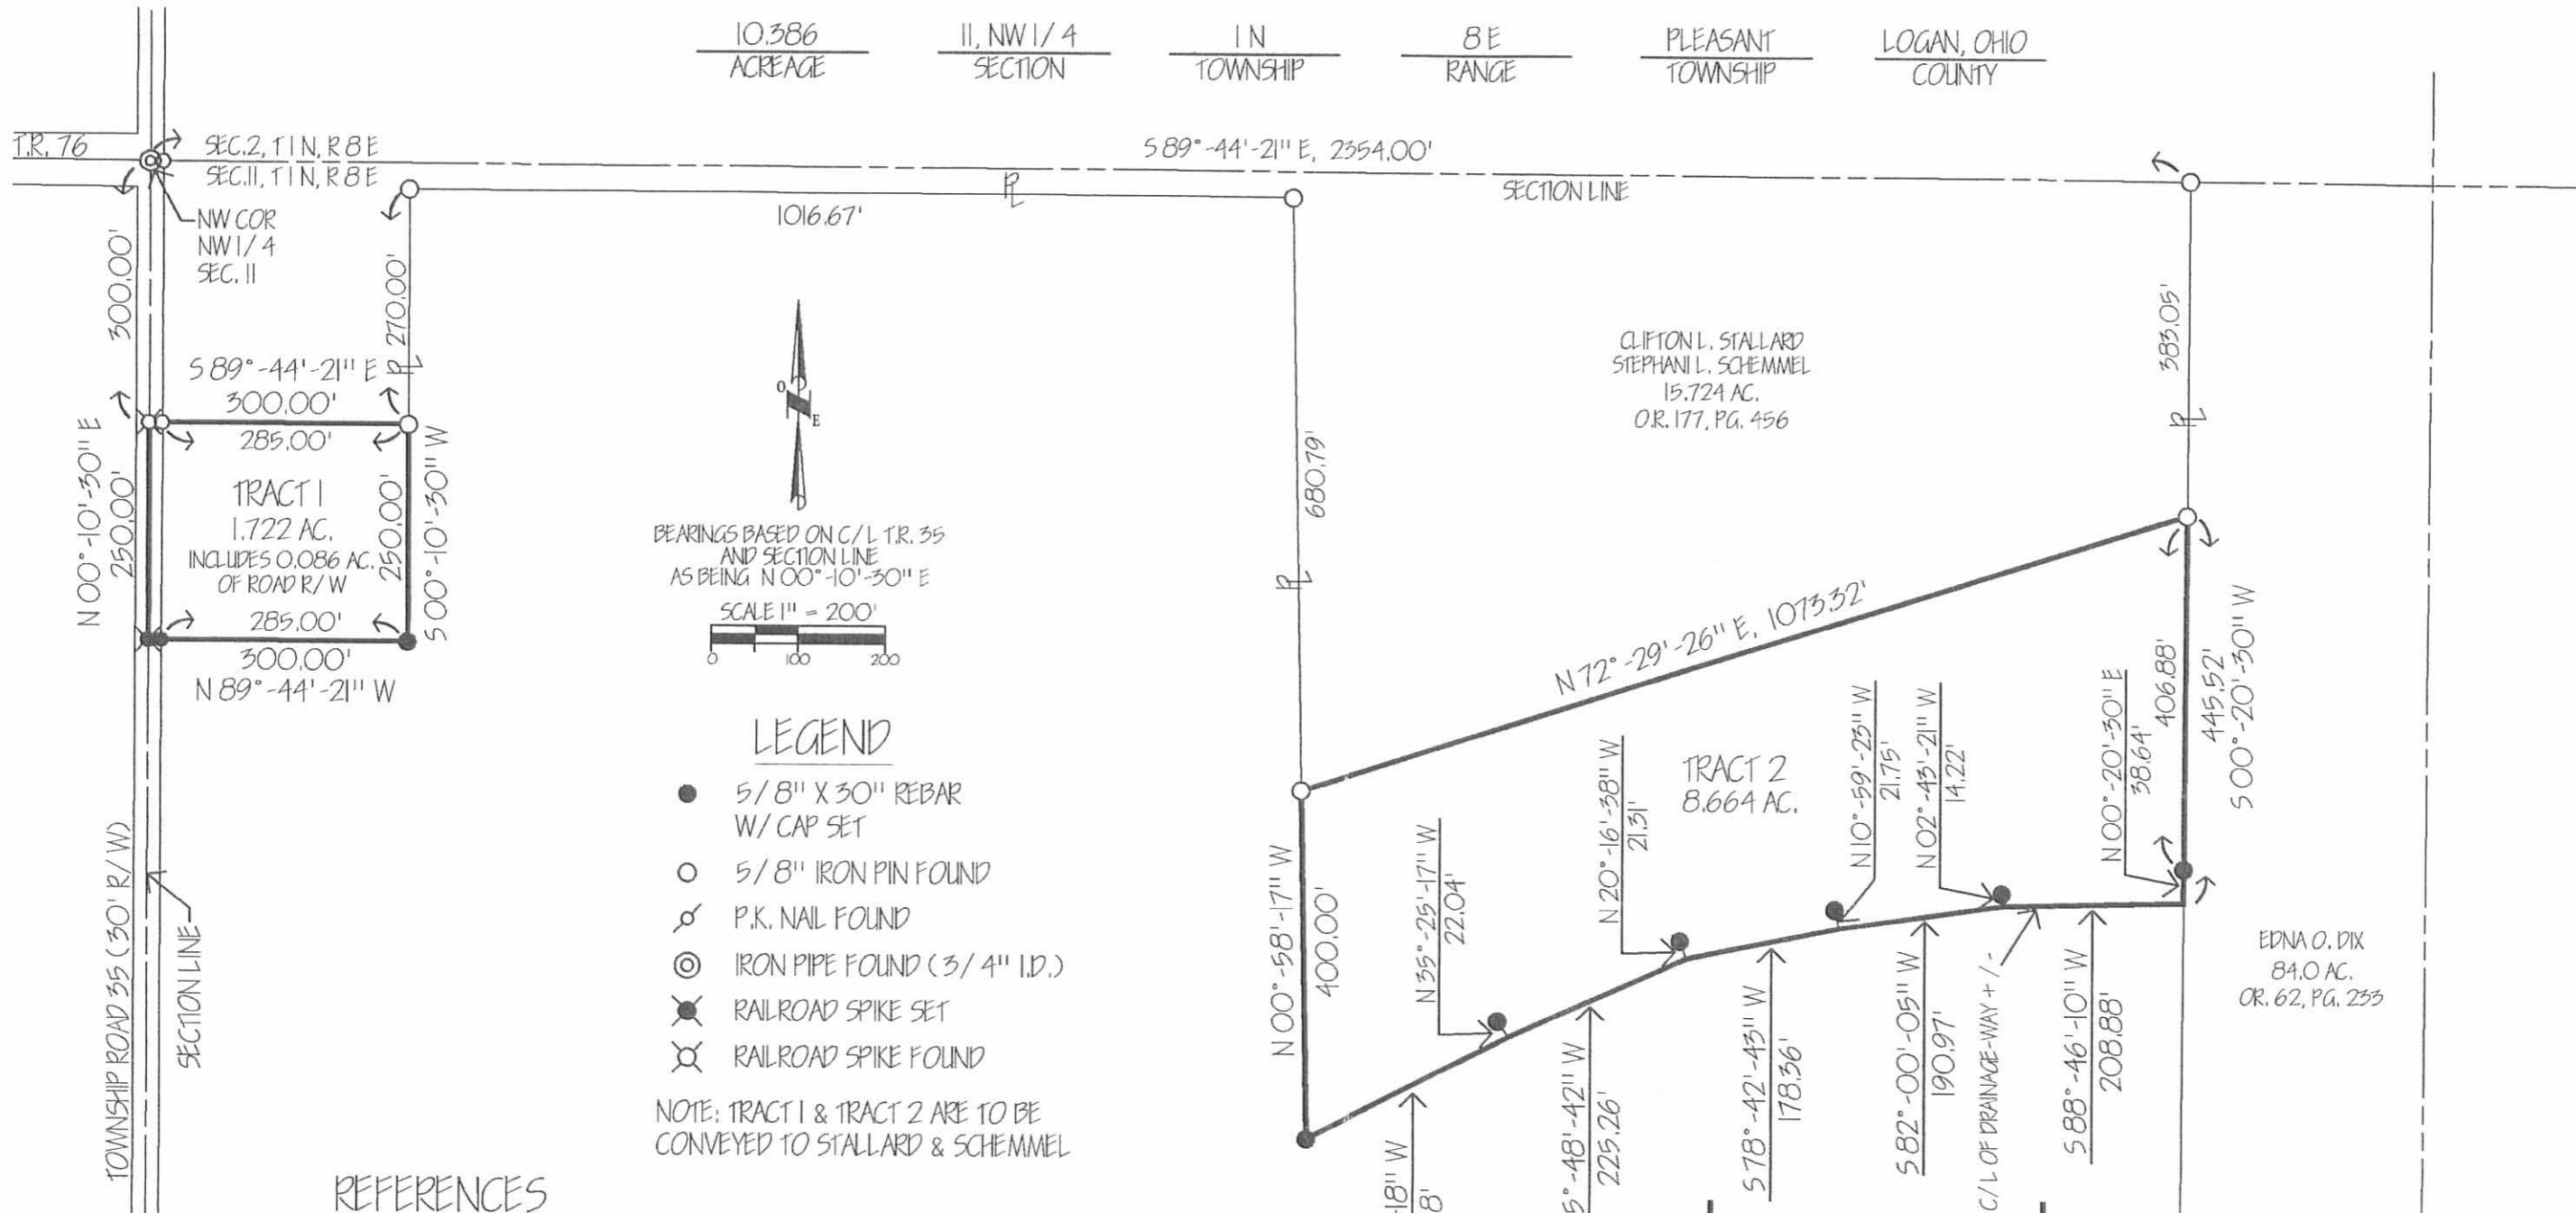 10.386
ACREAGE
11, NW 1/4
SECTION
1 N
TOWNSHIP
8 E
RANGE
PLEASANT
TOWNSHIP
LOGAN, OHIO
COUNTY
T.R. 76
SEC.2, T 1 N, R 8 E
SEC.11, T 1 N, R 8 E
S 89°-44'-21" E, 2354.00'
SECTION LINE
NW COR
NW 1/4
SEC. 11
1016.67'
300.00'
270.00'
PL
PL
S 89°-44'-21" E
300.00'
285.00'
N 00°-10'-30" E
250.00'
TRACT 1
1.722 AC.
INCLUDES 0.086 AC.
OF ROAD R/W
250.00'
S 00°-10'-30" W
285.00'
300.00'
N 89°-44'-21" W
O
N
E
BEARINGS BASED ON C/L T.R. 35
AND SECTION LINE
AS BEING N 00°-10'-30" E
SCALE 1" = 200'
0 100 200
LEGEND
5/8" X 30" REBAR
W/ CAP SET
5/8" IRON PIN FOUND
P.K. NAIL FOUND
IRON PIPE FOUND (3/4" I.D.)
RAILROAD SPIKE SET
RAILROAD SPIKE FOUND
NOTE: TRACT 1 & TRACT 2 ARE TO BE
CONVEYED TO STALLARD & SCHEMMEL
TOWNSHIP ROAD 35 (30' R/W)
SECTION LINE
REFERENCES
680.79'
PL
CLIFTON L. STALLARD
STEPHANI L. SCHEMMEL
15.724 AC.
O.R. 177, PG. 456
383.05'
PL
N 72°-29'-26" E, 1073.32'
TRACT 2
8.664 AC.
N 00°-58'-17" W
400.00'
N 35°-25'-17" W
22.04'
N 20°-16'-38" W
21.31'
N 10°-59'-23" W
21.75'
N 02°-43'-21" W
14.22'
N 00°-20'-30" E
38.64'
406.88'
445.52'
S 00°-20'-30" W
-18" W
8'
5°-48'-42" W
225.26'
S 78°-42'-43" W
178.36'
S 82°-00'-05" W
190.97'
C/L OF DRAINAGE-WAY +/-
S 88°-46'-10" W
208.88'
EDNA O. DIX
84.0 AC.
OR. 62, PG. 233